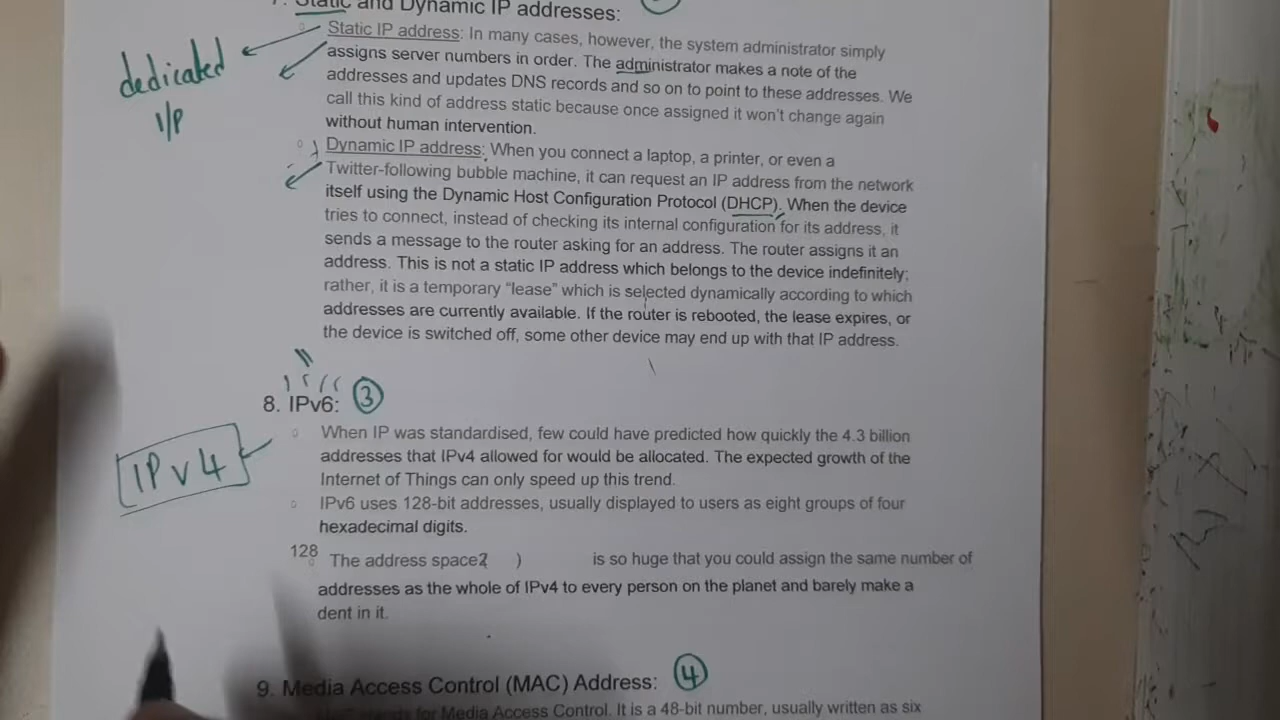 7. Static and Dynamic IP addresses:
Static IP address: In many cases, however, the system administrator simply
assigns server numbers in order. The administrator makes a note of the
addresses and updates DNS records and so on to point to these addresses. We
call this kind of address static because once assigned it won't change again
without human intervention.
dedicated
I/P
Dynamic IP address: When you connect a laptop, a printer, or even a
Twitter-following bubble machine, it can request an IP address from the network
itself using the Dynamic Host Configuration Protocol (DHCP). When the device
tries to connect, instead of checking its internal configuration for its address, it
sends a message to the router asking for an address. The router assigns it an
address. This is not a static IP address which belongs to the device indefinitely;
rather, it is a temporary "lease" which is selected dynamically according to which
addresses are currently available. If the router is rebooted, the lease expires, or
the device is switched off, some other device may end up with that IP address.
8. IPv6: 3
IPv4
When IP was standardised, few could have predicted how quickly the 4.3 billion
addresses that IPv4 allowed for would be allocated. The expected growth of the
Internet of Things can only speed up this trend.
IPv6 uses 128-bit addresses, usually displayed to users as eight groups of four
hexadecimal digits.
128
The address space2 ) is so huge that you could assign the same number of
addresses as the whole of IPv4 to every person on the planet and barely make a
dent in it.
9. Media Access Control (MAC) Address: 4
stands for Media Access Control. It is a 48-bit number, usually written as six